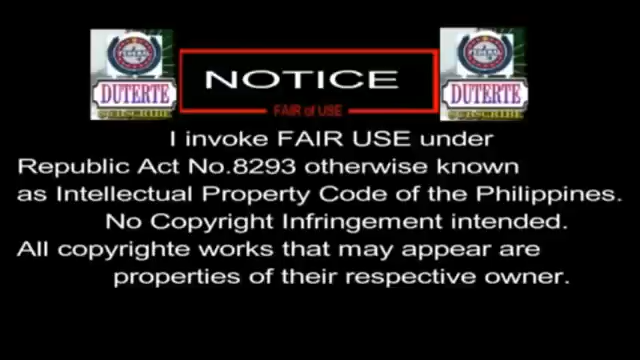 DUTERTE
SUBSCRIBE
NOTICE
FAIR of USE
DUTERTE
SUBSCRIBE
I invoke FAIR USE under
Republic Act No.8293 otherwise known
as Intellectual Property Code of the Philippines.
No Copyright Infringement intended.
All copyrighte works that may appear are
properties of their respective owner.